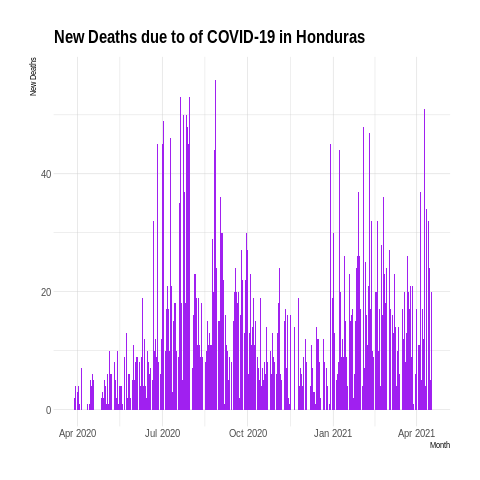 New Deaths due to of COVID-19 in Honduras
New Deaths
40
20
0
Apr 2020 Jul 2020 Oct 2020 Jan 2021 Apr 2021
Month